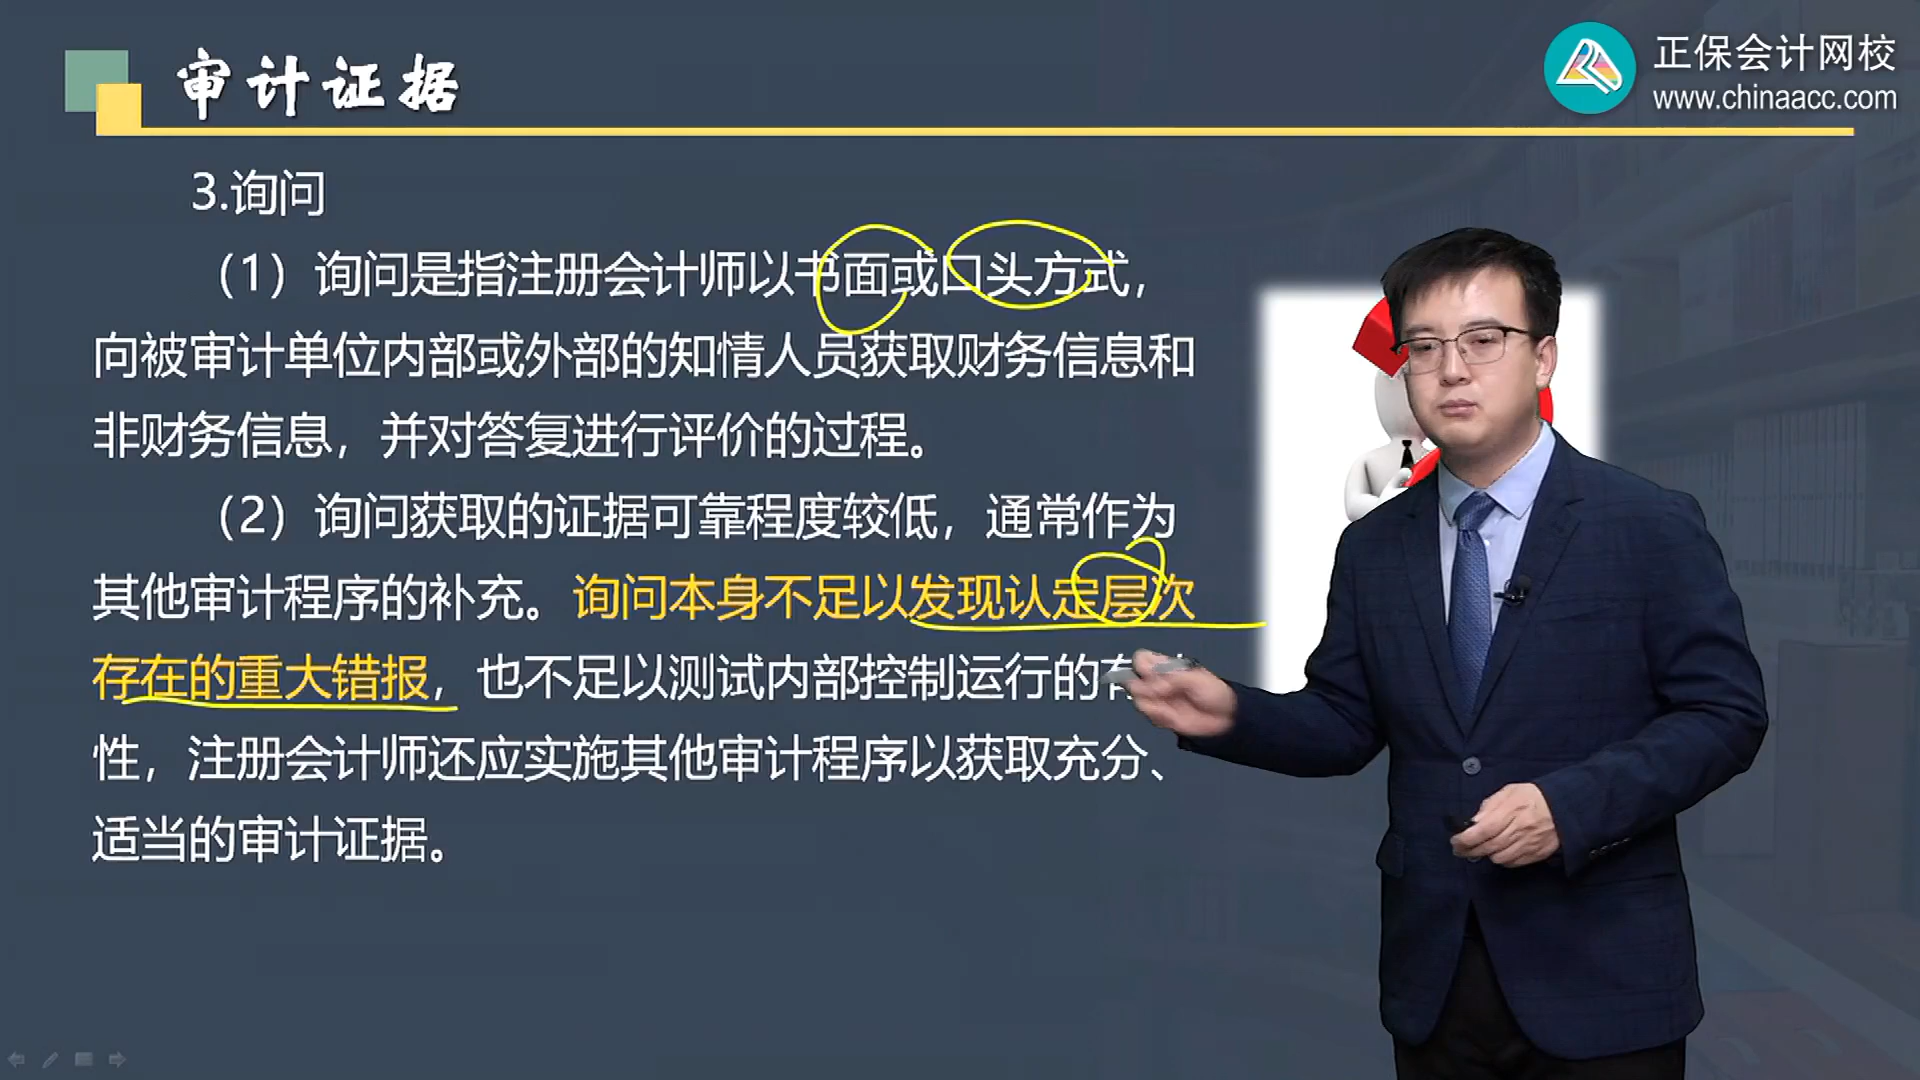 审计证据
正保会计网校
www.chinaacc.com
3.询问
（1）询问是指注册会计师以书面或口头方式，
向被审计单位内部或外部的知情人员获取财务信息和
非财务信息，并对答复进行评价的过程。
（2）询问获取的证据可靠程度较低，通常作为
其他审计程序的补充。询问本身不足以发现认定层次
存在的重大错报，也不足以测试内部控制运行的有
性，注册会计师还应实施其他审计程序以获取充分、
适当的审计证据。